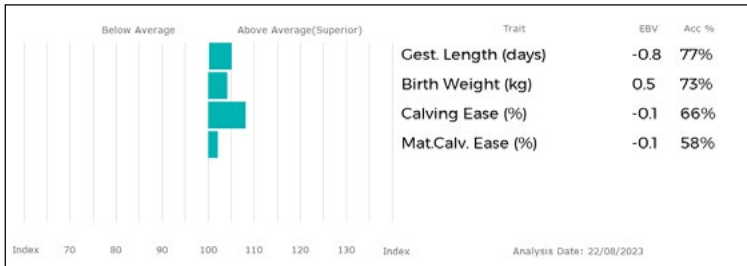 Below Average Above Average(Superior) Trait EBV Acc %
Gest. Length (days) -0.8 77%
Birth Weight (kg) 0.5 73%
Calving Ease (%) -0.1 66%
Mat.Calv. Ease (%) -0.1 58%
Index 70 80 90 100 110 120 130 Index Analysis Date: 22/08/2023